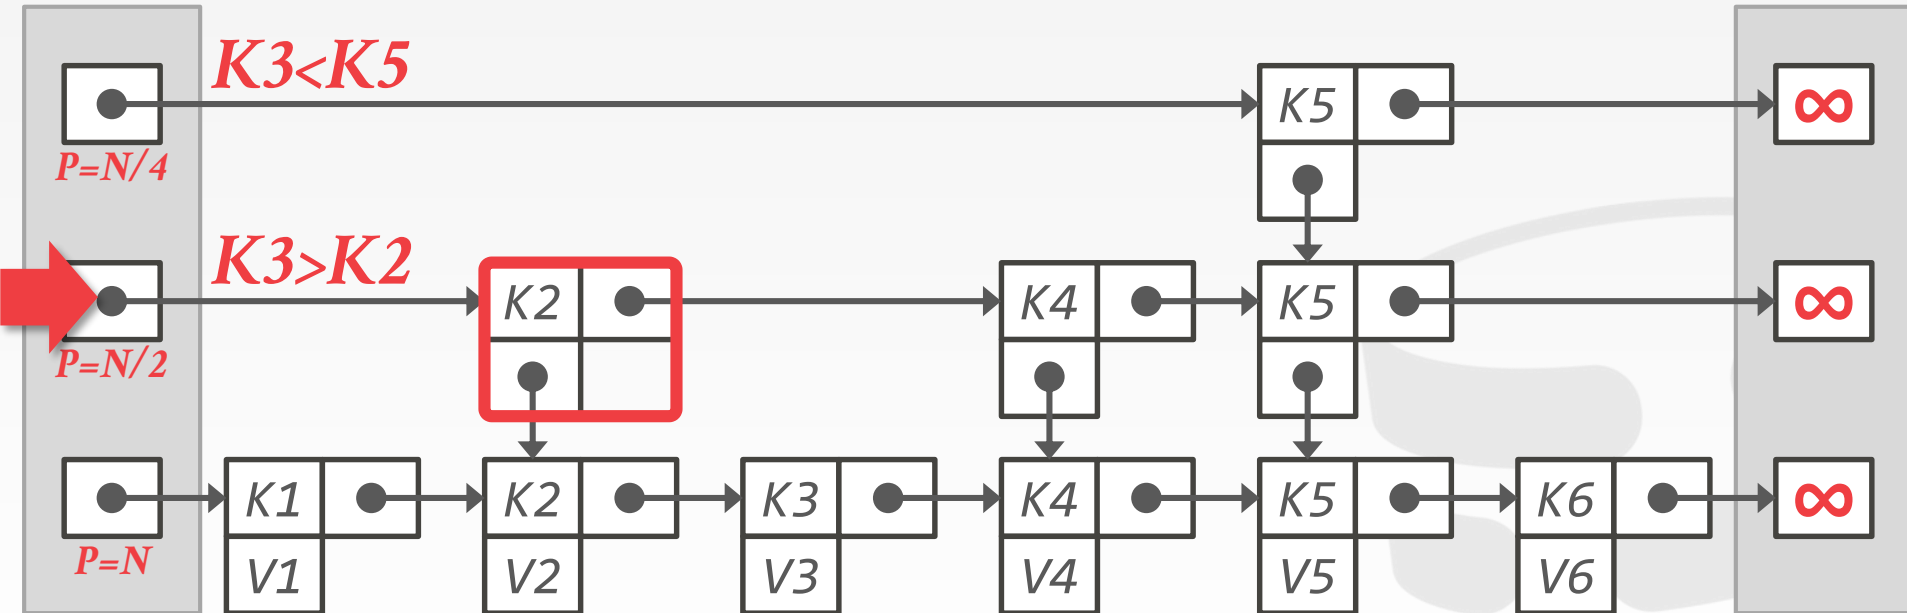 K3<K5
K5 ∞
P=N/4
K3>K2
K2 K4 K5 ∞
P=N/2
K1 K2 K3 K4 K5 K6 ∞
P=N
V1 V2 V3 V4 V5 V6